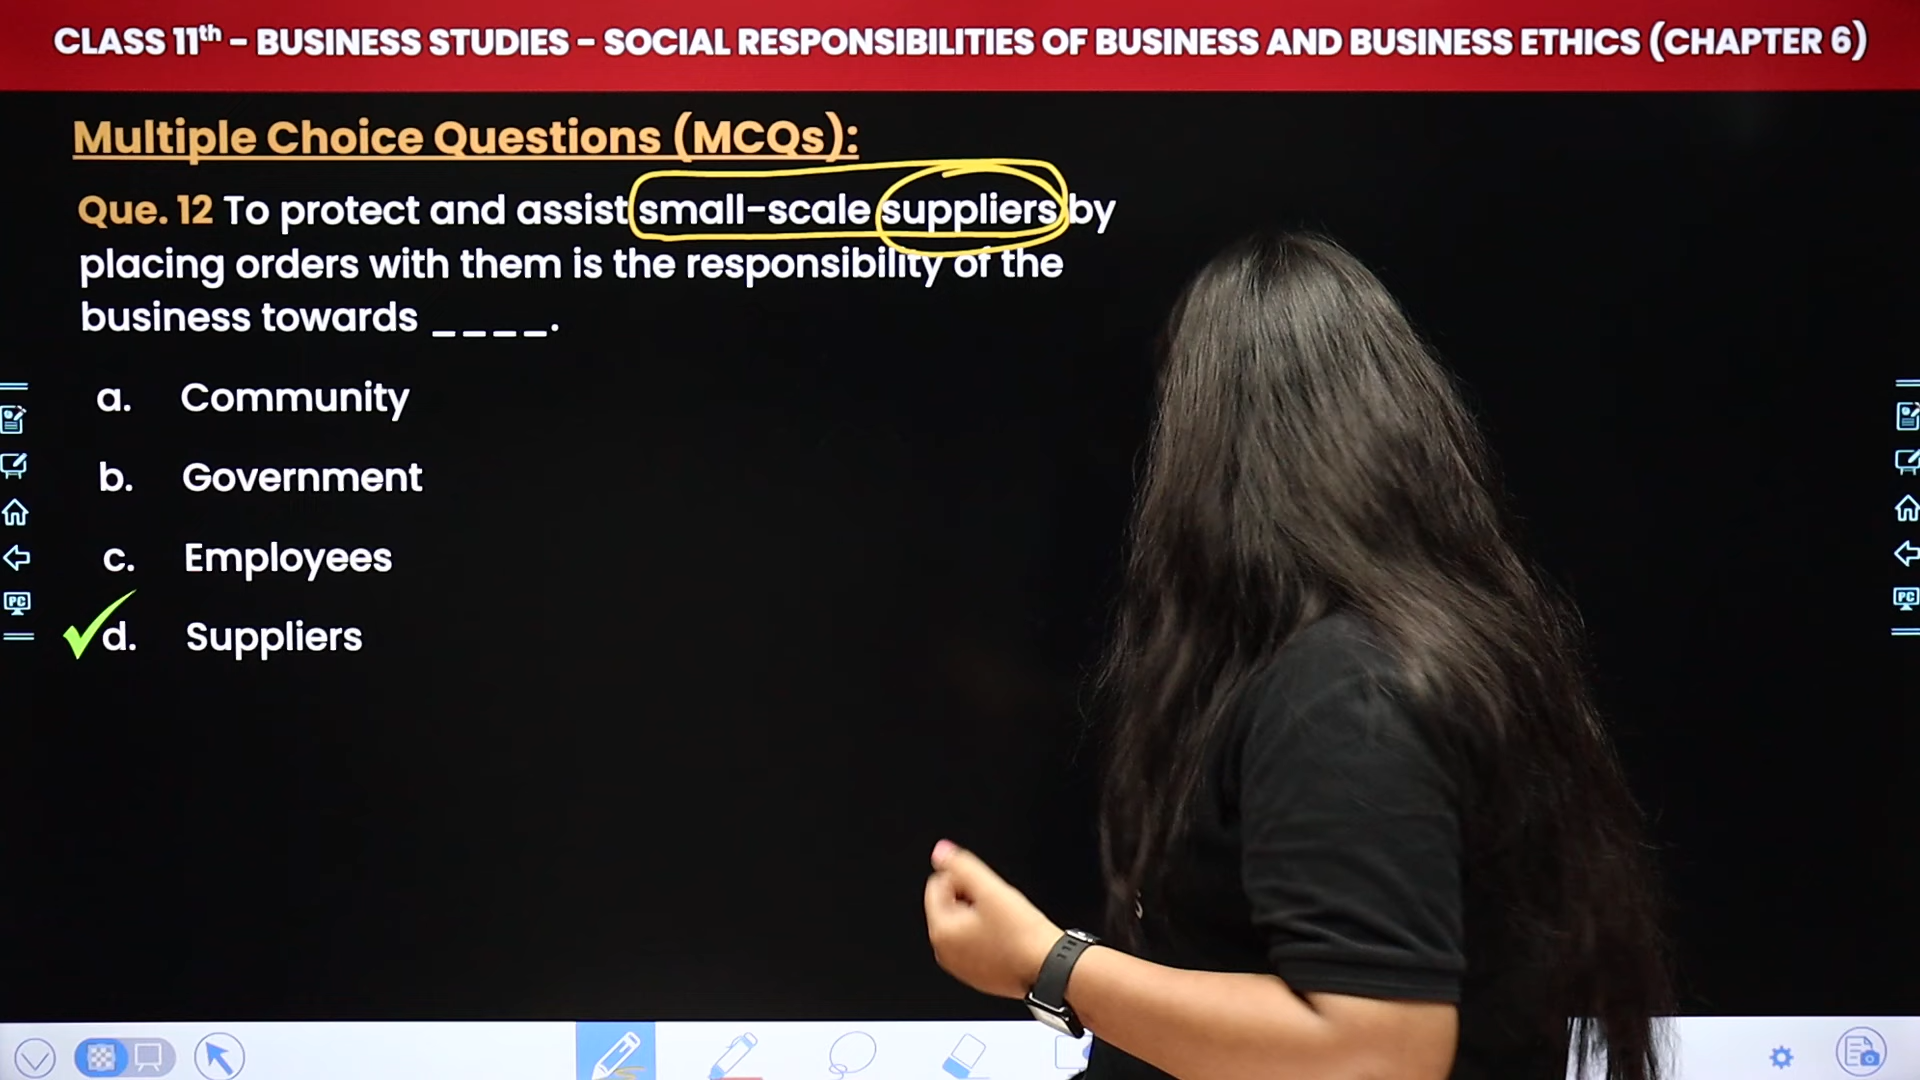 CLASS 11th - BUSINESS STUDIES - SOCIAL RESPONSIBILITIES OF BUSINESS AND BUSINESS ETHICS (CHAPTER 6)
Multiple Choice Questions (MCQs):
Que. 12 To protect and assist small-scale suppliers by
placing orders with them is the responsibility of the
business towards _ _ _ _.
a. Community
b. Government
c. Employees
d. Suppliers
PC
PC